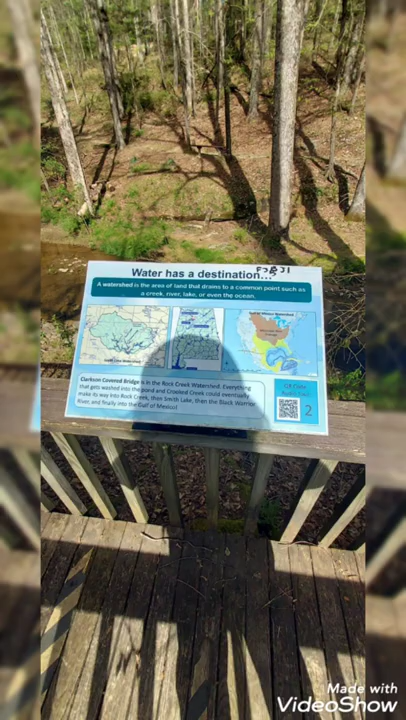 Water has a destination...
A watershed is the area of land that drains to a common point such as
a creek, river, lake, or even the ocean.
Clarkson Covered Bridge is in the Rock Creek Watershed. Everything
that gets washed into the pond and Crooked Creek could eventually
make its way into Rock Creek, then Smith Lake, then the Black Warrior
River, and finally into the Gulf of Mexico!
2
Made with
VideoShow